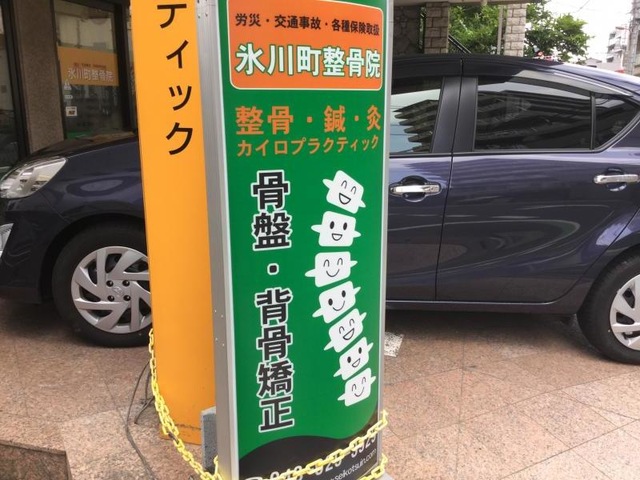 ティック
氷川町整骨院
労災・交通事故・各種保険取扱
氷川町整骨院
整骨・鍼・灸
カイロプラクティック
骨盤・背骨矯正
seikotsuin.com